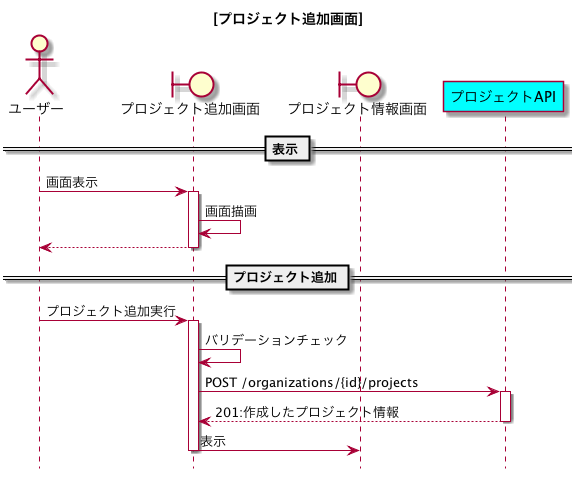 [プロジェクト追加画面]
ユーザー
プロジェクト追加画面
プロジェクト情報画面
プロジェクトAPI
表示
画面表示
画面描画
プロジェクト追加
プロジェクト追加実行
バリデーションチェック
POST /organizations/{id}/projects
201:作成したプロジェクト情報
表示